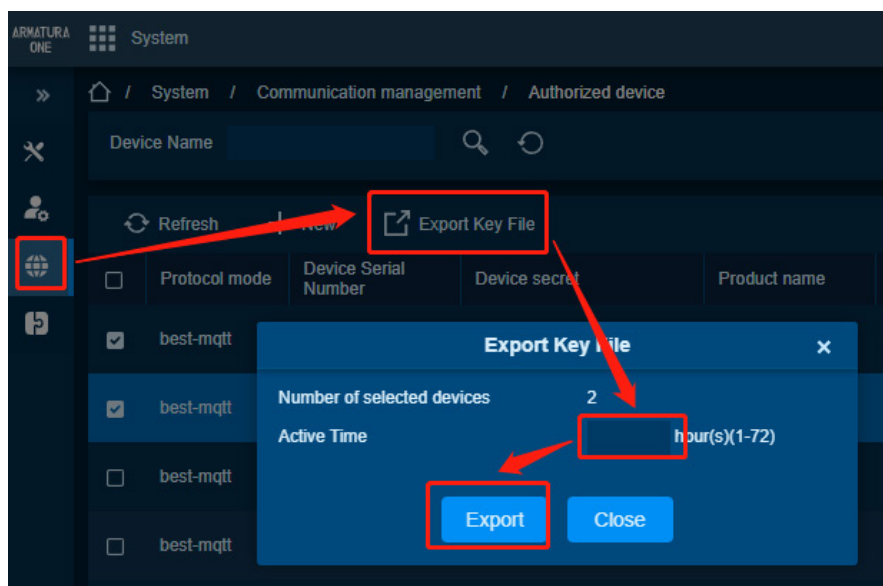 ARMATURA
ONE
System
/ System / Communication management / Authorized device
Device Name
Refresh
New
Export Key File
Protocol mode
Device Serial
Number
Device secret
Product name
best-mqtt
Export Key File
Number of selected devices 2
best-mqtt
Active Time hour(s)(1-72)
best-mqtt
Export
Close
best-mqtt